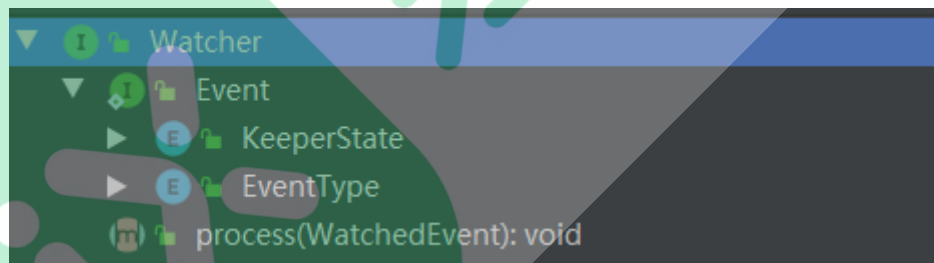 I Watcher
I Event
E KeeperState
E EventType
m process(WatchedEvent): void